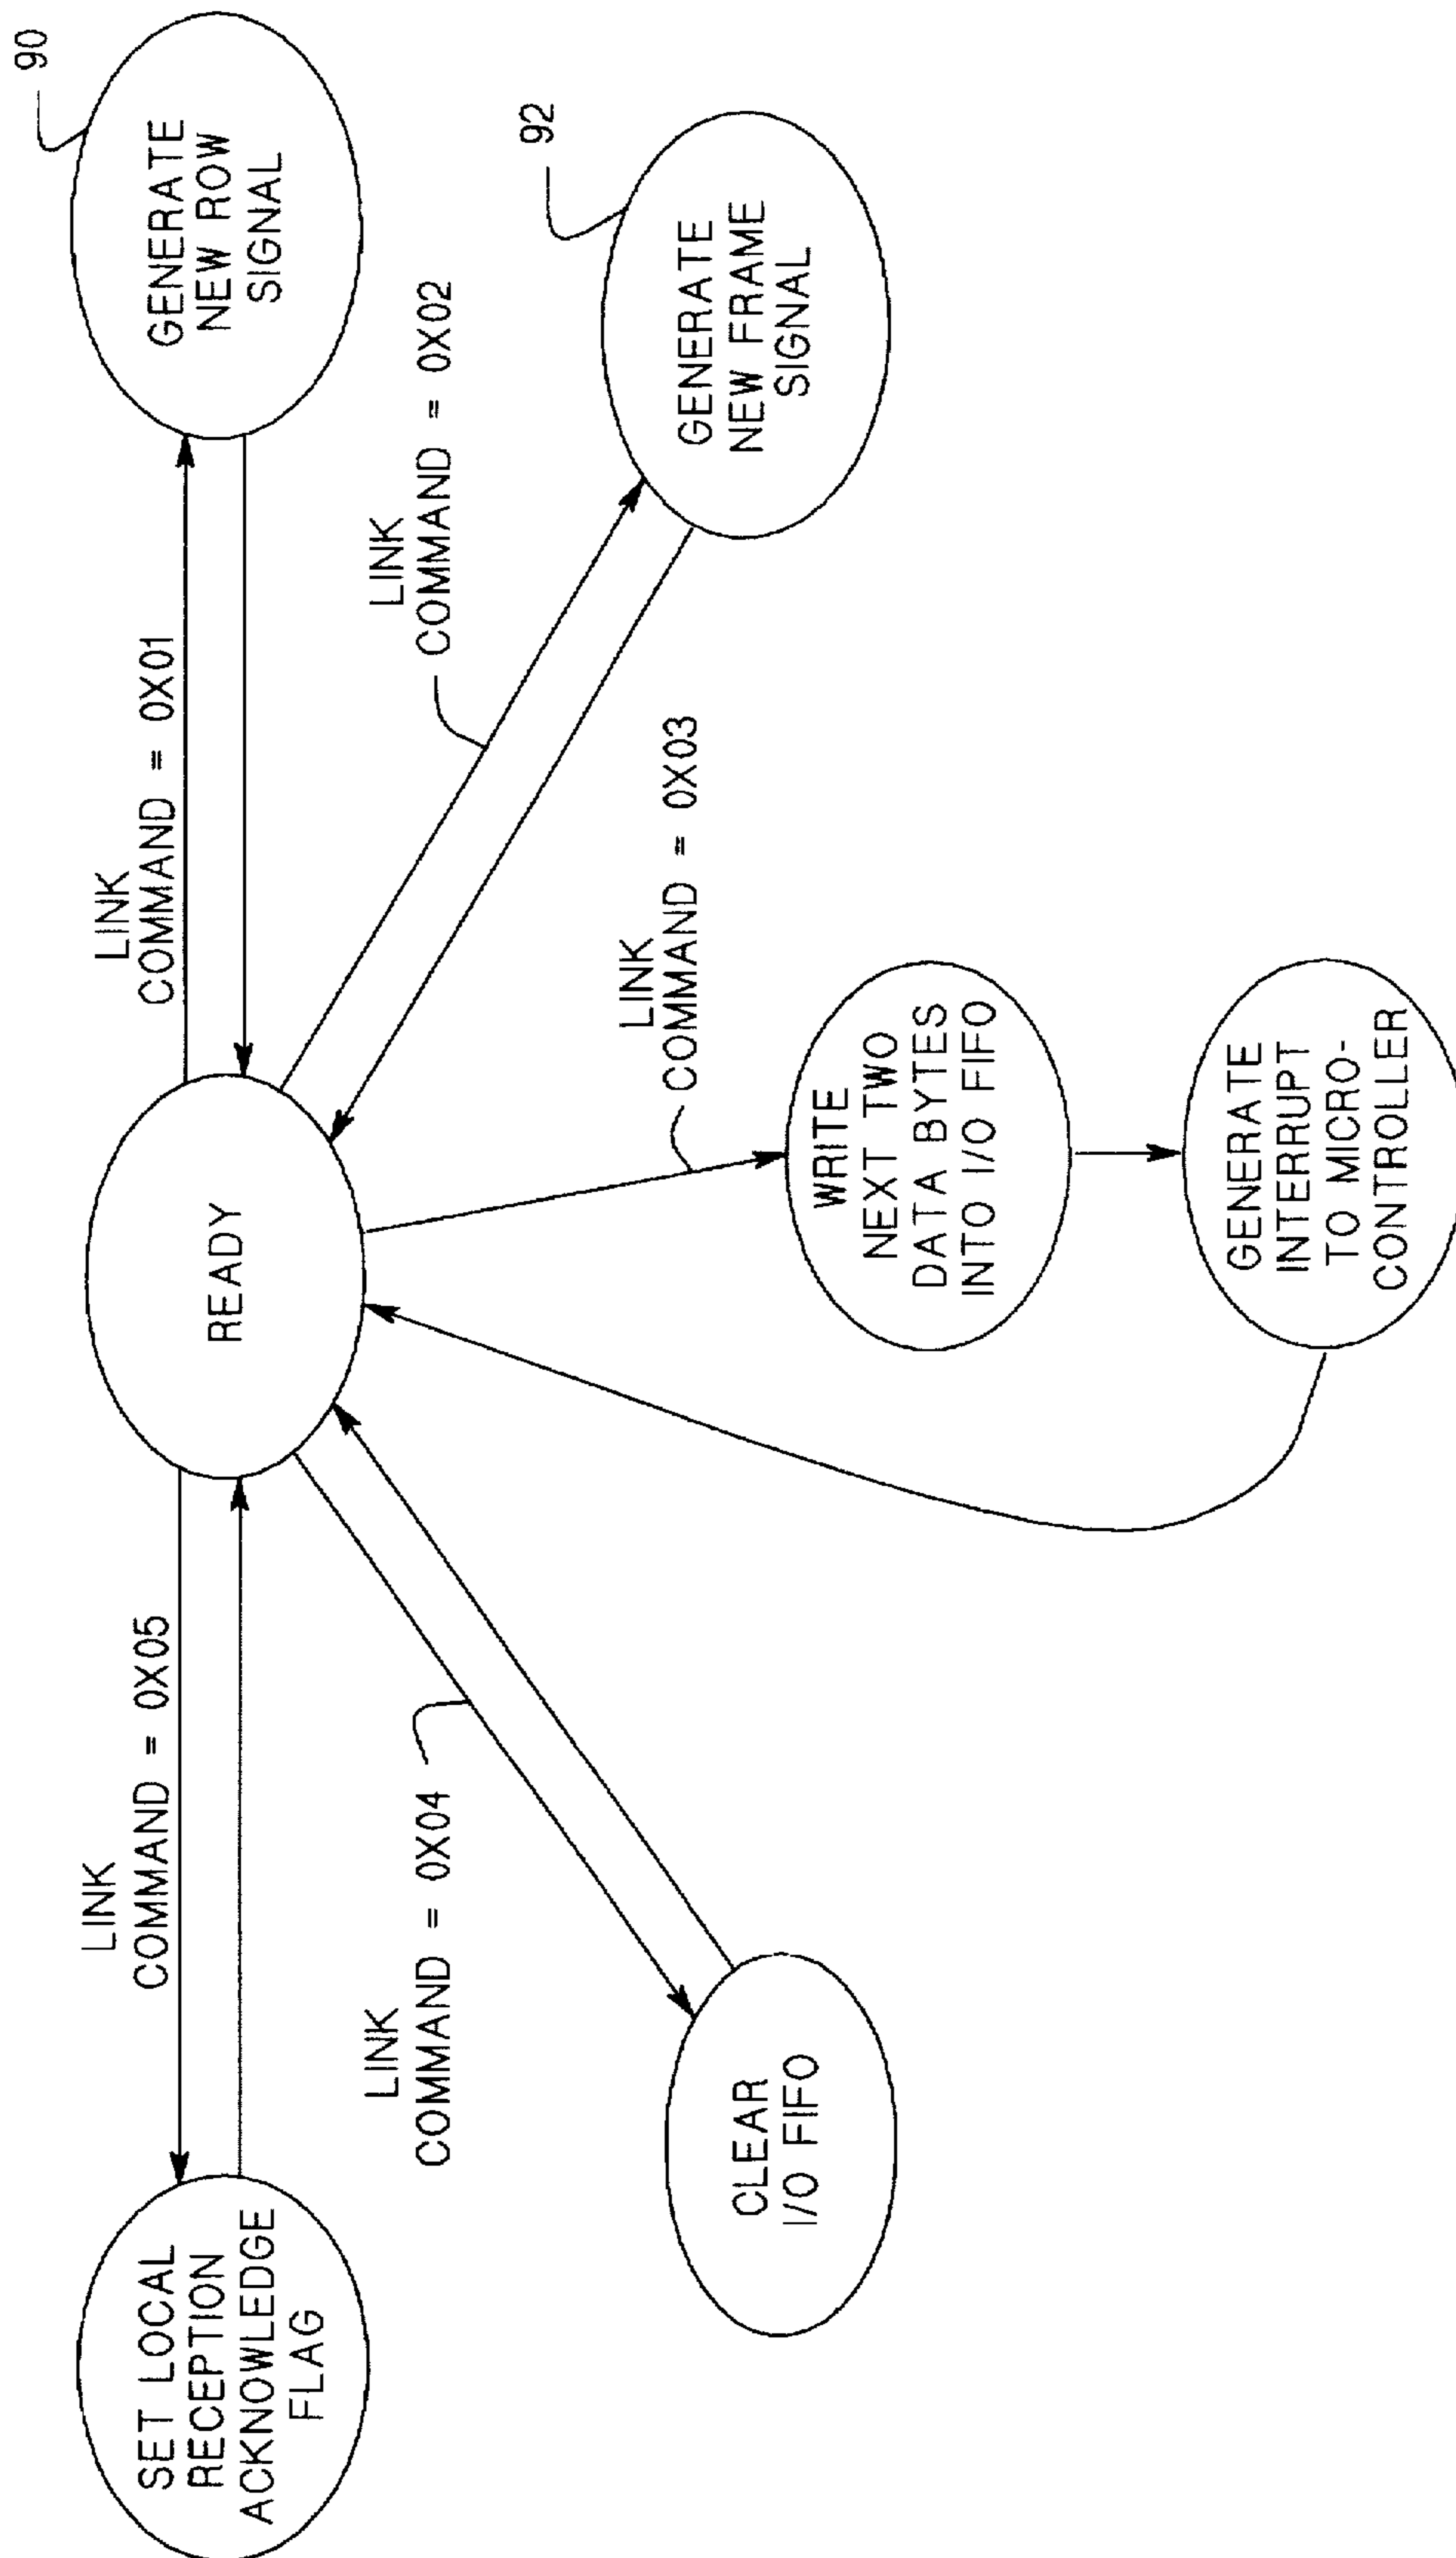 SET LOCAL
RECEPTION
ACKNOWLEDGE
FLAG
LINK
COMMAND = 0X05
READY
LINK
COMMAND = 0X01
GENERATE
NEW ROW
SIGNAL
90
LINK
COMMAND = 0X04
CLEAR
I/O FIFO
LINK
COMMAND = 0X02
GENERATE
NEW FRAME
SIGNAL
92
LINK
COMMAND = 0X03
WRITE
NEXT TWO
DATA BYTES
INTO I/O FIFO
GENERATE
INTERRUPT
TO MICRO-
CONTROLLER